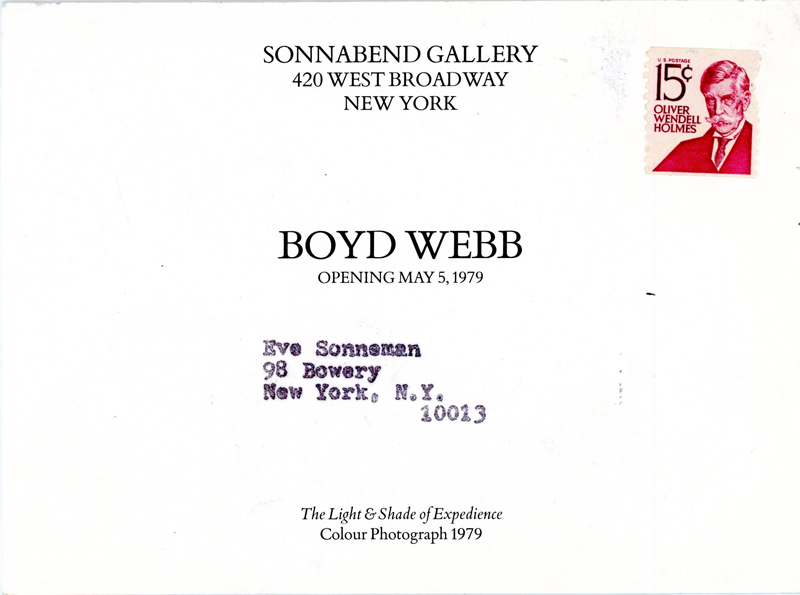 SONNABEND GALLERY
420 WEST BROADWAY
NEW YORK
U.S. POSTAGE
15¢
OLIVER
WENDELL
HOLMES
BOYD WEBB
OPENING MAY 5, 1979
Eve Sonneman
98 Bowery
New York, N.Y.
10013
The Light & Shade of Expedience
Colour Photograph 1979